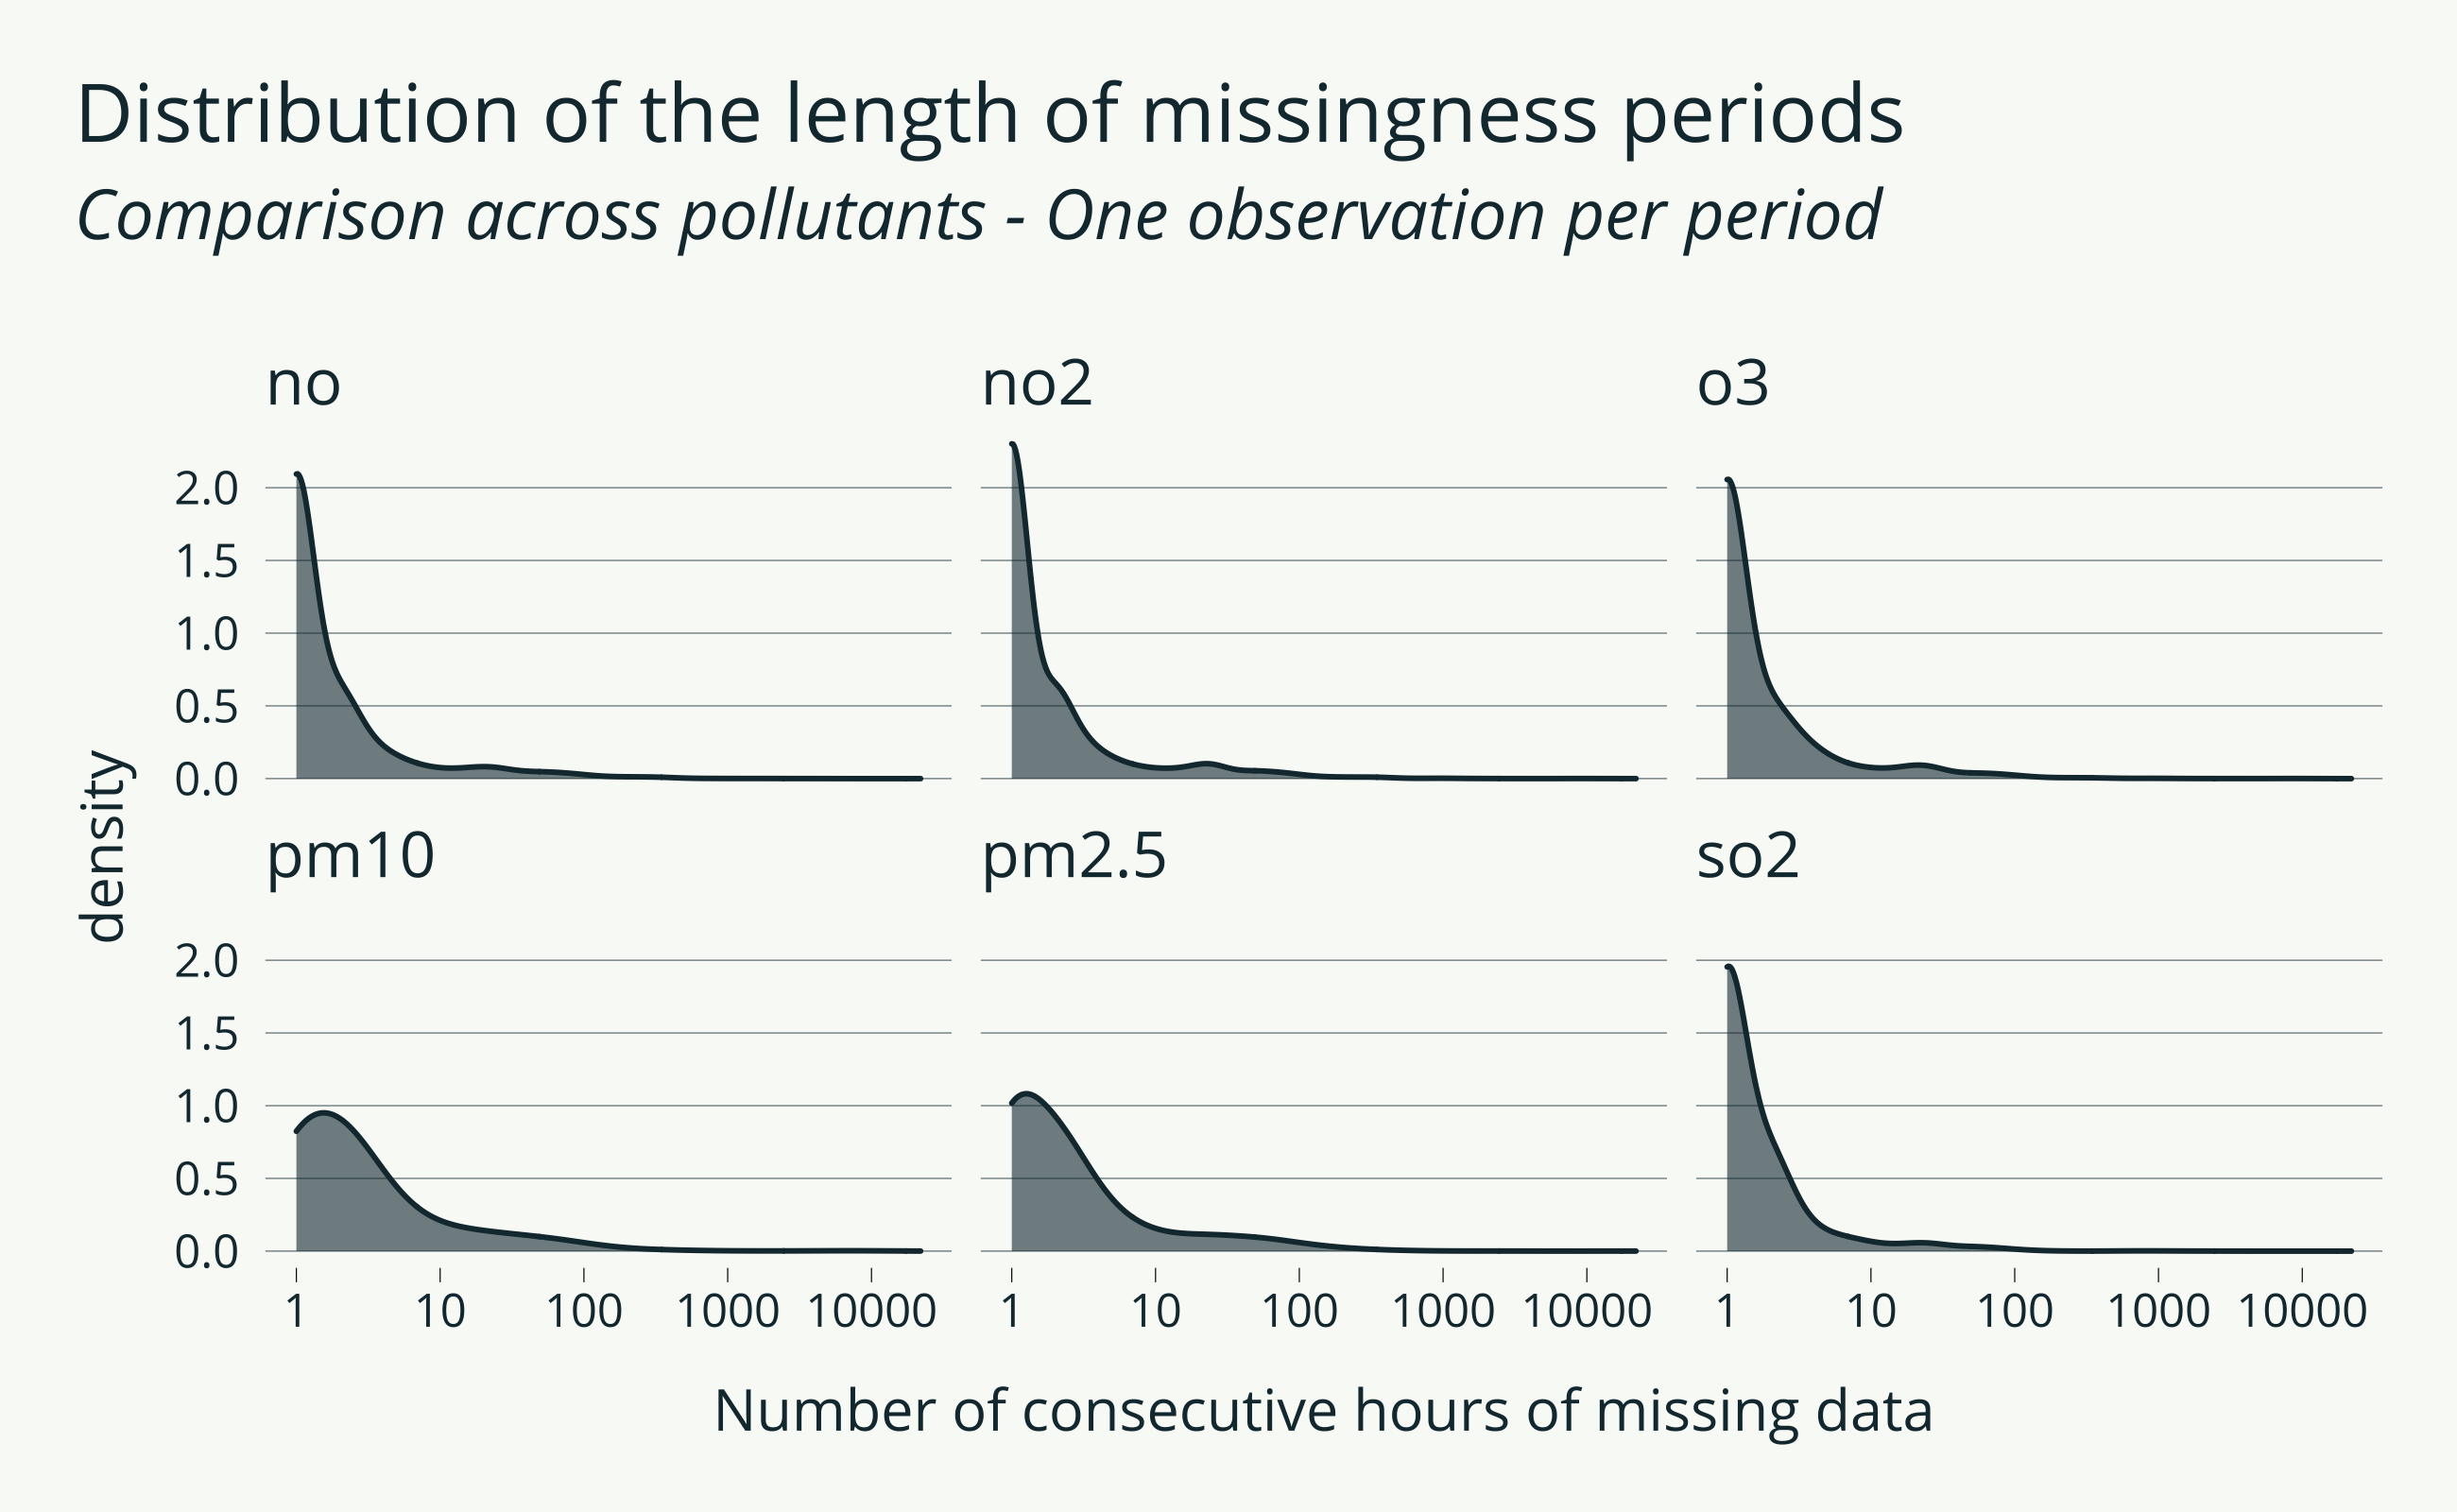 Distribution of the length of missingness periods
Comparison across pollutants - One observation per period
no
no2
o3
2.0
1.5
1.0
0.5
0.0
density
pm10
pm2.5
so2
2.0
1.5
1.0
0.5
0.0
1 10 100 1000 10000 1 10 100 1000 10000 1 10 100 1000 10000
Number of consecutive hours of missing data